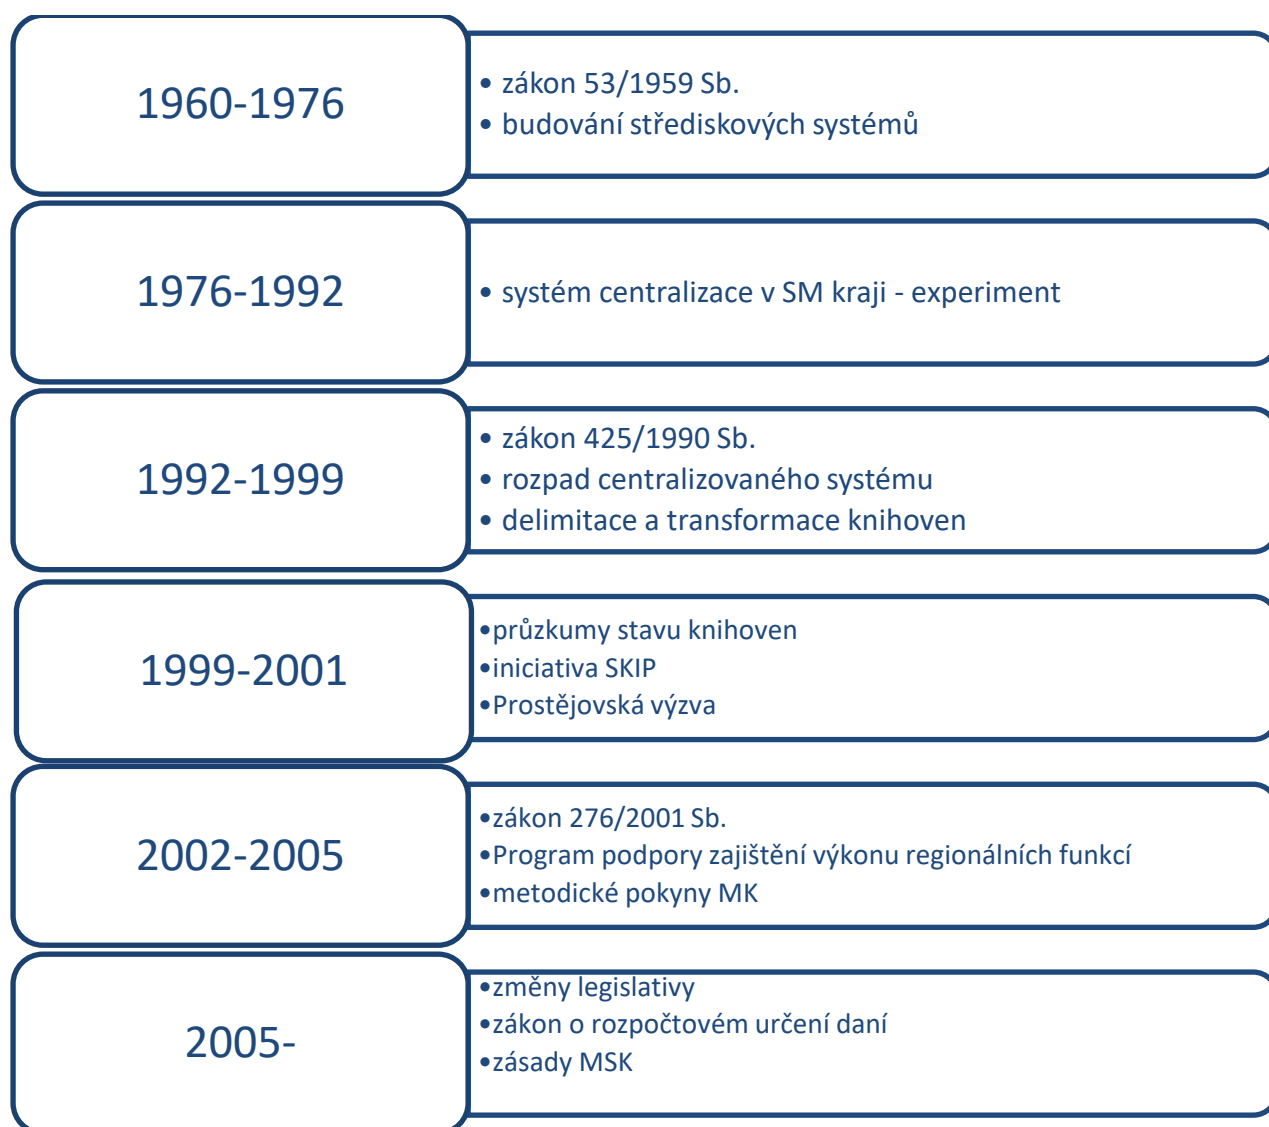 1960-1976
• zákon 53/1959 Sb.
• budování střediskových systémů
1976-1992
• systém centralizace v SM kraji - experiment
1992-1999
• zákon 425/1990 Sb.
• rozpad centralizovaného systému
• delimitace a transformace knihoven
1999-2001
•průzkumy stavu knihoven
•iniciativa SKIP
•Prostějovská výzva
2002-2005
•zákon 276/2001 Sb.
•Program podpory zajištění výkonu regionálních funkcí
•metodické pokyny MK
2005-
•změny legislativy
•zákon o rozpočtovém určení daní
•zásady MSK